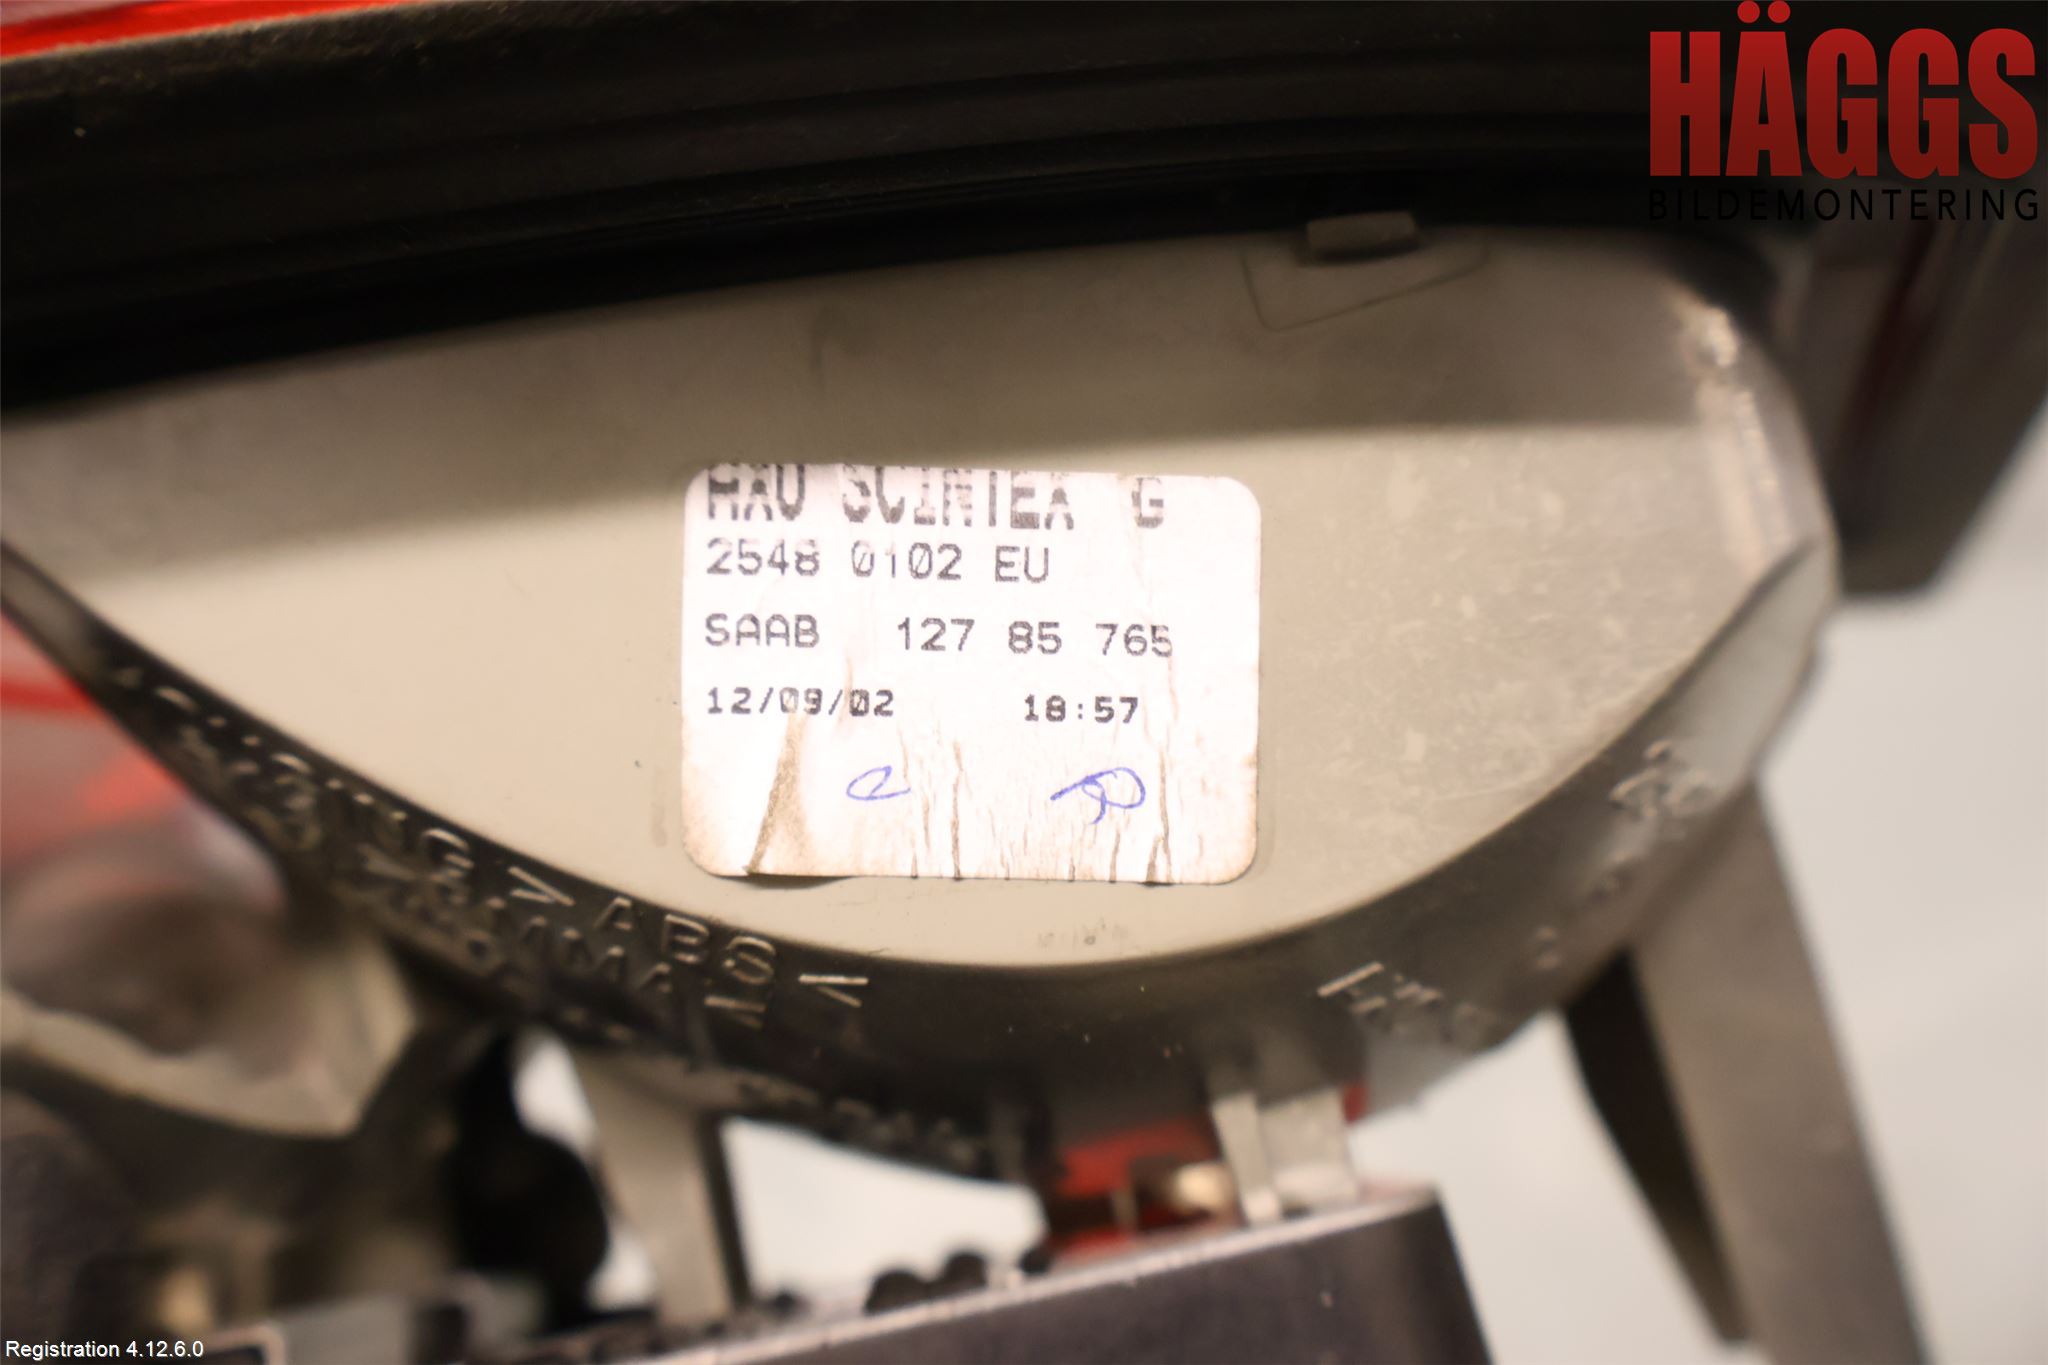 HÄGGS
BILDEMONTERING
SCINTEX G
2548 0102 EU
SAAB 127 85 765
12/09/02 18:57
> ABS <
Registration 4.12.6.0